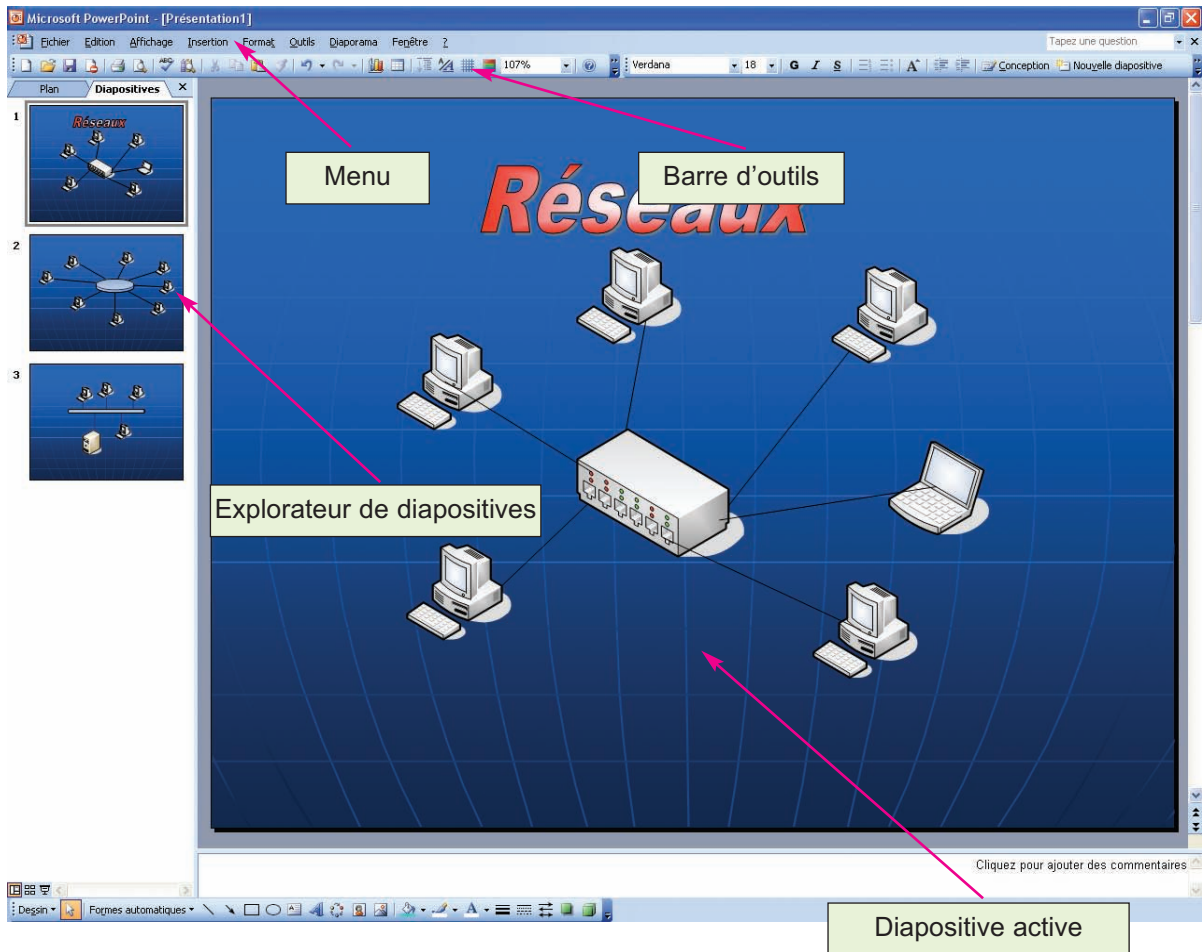 Microsoft PowerPoint - [Présentation1]
Fichier Edition Affichage Insertion Format Outils Diaporama Fenêtre ?
Tapez une question
107% Verdana 18 G I S A Conception Nouvelle diapositive
Plan Diapositives
1
Réseaux
2
3
Menu
Barre d'outils
Réseaux
Explorateur de diapositives
Cliquez pour ajouter des commentaires
Dessin Formes automatiques
Diapositive active